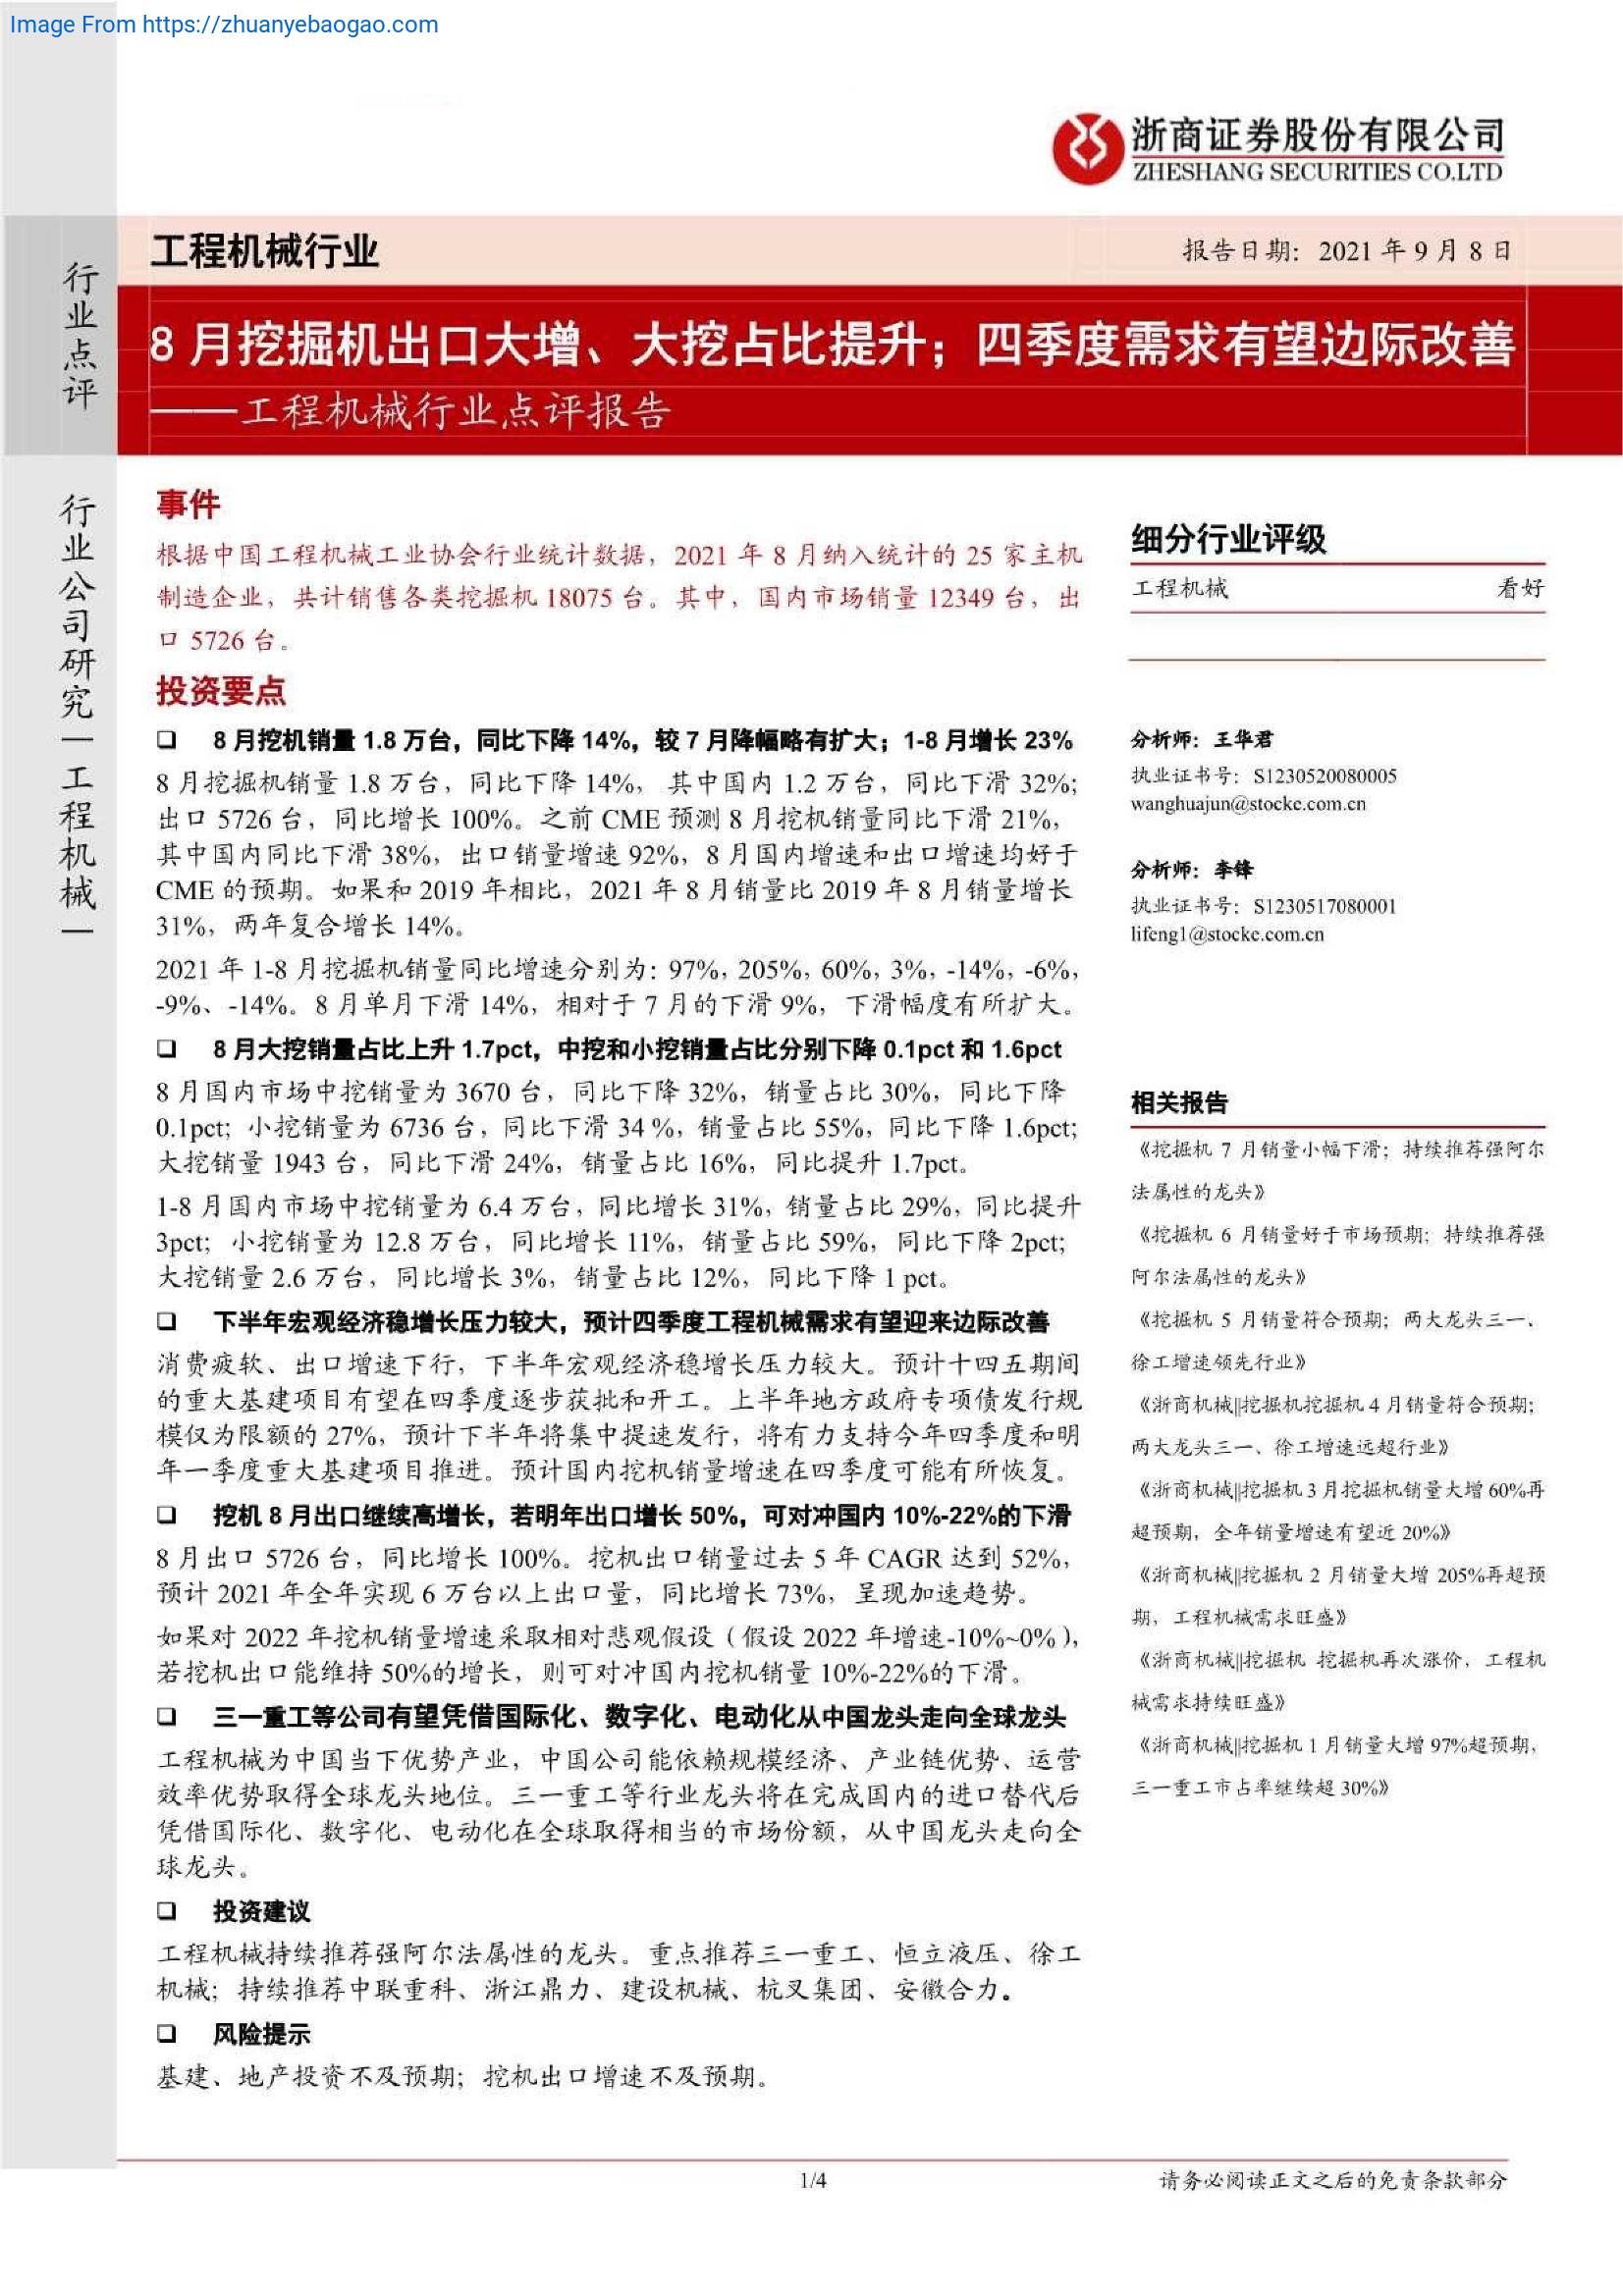 Image From https://zhuanyebaogao.com
浙商证券股份有限公司
ZHESHANG SECURITIES CO.LTD
工程机械行业
报告日期：2021 年 9 月 8 日
行业点评
8 月挖掘机出口大增、大挖占比提升；四季度需求有望边际改善
——工程机械行业点评报告
行业公司研究|工程机械|
事件
根据中国工程机械工业协会行业统计数据，2021 年 8 月纳入统计的 25 家主机
制造企业，共计销售各类挖掘机 18075 台。其中，国内市场销量 12349 台，出
口 5726 台。
投资要点
❑ 8 月挖机销量 1.8 万台，同比下降 14%，较 7 月降幅略有扩大；1-8 月增长 23%
8 月挖掘机销量 1.8 万台，同比下降 14%， 其中国内 1.2 万台，同比下滑 32%；
出口 5726 台，同比增长 100%。之前 CME 预测 8 月挖机销量同比下滑 21%，
其中国内同比下滑 38%，出口销量增速 92%，8 月国内增速和出口增速均好于
CME 的预期。如果和 2019 年相比，2021 年 8 月销量比 2019 年 8 月销量增长
31%，两年复合增长 14%。
2021 年 1-8 月挖掘机销量同比增速分别为：97%，205%，60%，3%，-14%，-6%，
-9%、-14%。8 月单月下滑 14%，相对于 7 月的下滑 9%，下滑幅度有所扩大。
❑ 8 月大挖销量占比上升 1.7pct，中挖和小挖销量占比分别下降 0.1pct 和 1.6pct
8 月国内市场中挖销量为 3670 台，同比下降 32%，销量占比 30%，同比下降
0.1pct；小挖销量为 6736 台，同比下滑 34 %，销量占比 55%，同比下降 1.6pct；
大挖销量 1943 台，同比下滑 24%，销量占比 16%，同比提升 1.7pct。
1-8 月国内市场中挖销量为 6.4 万台，同比增长 31%，销量占比 29%，同比提升
3pct；小挖销量为 12.8 万台，同比增长 11%，销量占比 59%，同比下降 2pct；
大挖销量 2.6 万台，同比增长 3%，销量占比 12%，同比下降 1 pct。
❑ 下半年宏观经济稳增长压力较大，预计四季度工程机械需求有望迎来边际改善
消费疲软、出口增速下行，下半年宏观经济稳增长压力较大。预计十四五期间
的重大基建项目有望在四季度逐步获批和开工。上半年地方政府专项债发行规
模仅为限额的 27%，预计下半年将集中提速发行，将有力支持今年四季度和明
年一季度重大基建项目推进。预计国内挖机销量增速在四季度可能有所恢复。
❑ 挖机 8 月出口继续高增长，若明年出口增长 50%，可对冲国内 10%-22%的下滑
8 月出口 5726 台，同比增长 100%。挖机出口销量过去 5 年 CAGR 达到 52%，
预计 2021 年全年实现 6 万台以上出口量，同比增长 73%，呈现加速趋势。
如果对 2022 年挖机销量增速采取相对悲观假设（假设 2022 年增速-10%~0%），
若挖机出口能维持 50%的增长，则可对冲国内挖机销量 10%-22%的下滑。
❑ 三一重工等公司有望凭借国际化、数字化、电动化从中国龙头走向全球龙头
工程机械为中国当下优势产业，中国公司能依赖规模经济、产业链优势、运营
效率优势取得全球龙头地位。三一重工等行业龙头将在完成国内的进口替代后
凭借国际化、数字化、电动化在全球取得相当的市场份额，从中国龙头走向全
球龙头。
❑ 投资建议
工程机械持续推荐强阿尔法属性的龙头。重点推荐三一重工、恒立液压、徐工
机械；持续推荐中联重科、浙江鼎力、建设机械、杭叉集团、安徽合力。
❑ 风险提示
基建、地产投资不及预期；挖机出口增速不及预期。
细分行业评级
工程机械 看好
分析师：王华君
执业证书号：S1230520080005
wanghuajun@stocke.com.cn
分析师：李锋
执业证书号：S1230517080001
lifeng1@stocke.com.cn
相关报告
《挖掘机 7 月销量小幅下滑；持续推荐强阿尔
法属性的龙头》
《挖掘机 6 月销量好于市场预期；持续推荐强
阿尔法属性的龙头》
《挖掘机 5 月销量符合预期；两大龙头三一、
徐工增速领先行业》
《浙商机械||挖掘机挖掘机 4 月销量符合预期；
两大龙头三一、徐工增速远超行业》
《浙商机械||挖掘机 3 月挖掘机销量大增 60%再
超预期，全年销量增速有望近 20%》
《浙商机械||挖掘机 2 月销量大增 205%再超预
期，工程机械需求旺盛》
《浙商机械||挖掘机 挖掘机再次涨价，工程机
械需求持续旺盛》
《浙商机械||挖掘机 1 月销量大增 97%超预期，
三一重工市占率继续超 30%》
1/4
请务必阅读正文之后的免责条款部分